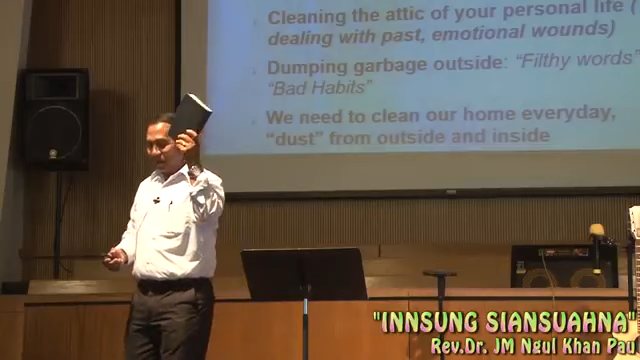 Cleaning the attic of your personal life (
dealing with past, emotional wounds)
Dumping garbage outside: “Filthy words”
“Bad Habits”
We need to clean our home everyday,
“dust” from outside and inside
"INNSUNG SIANSUAHNA"
Rev.Dr. JM Ngul Khan Pau